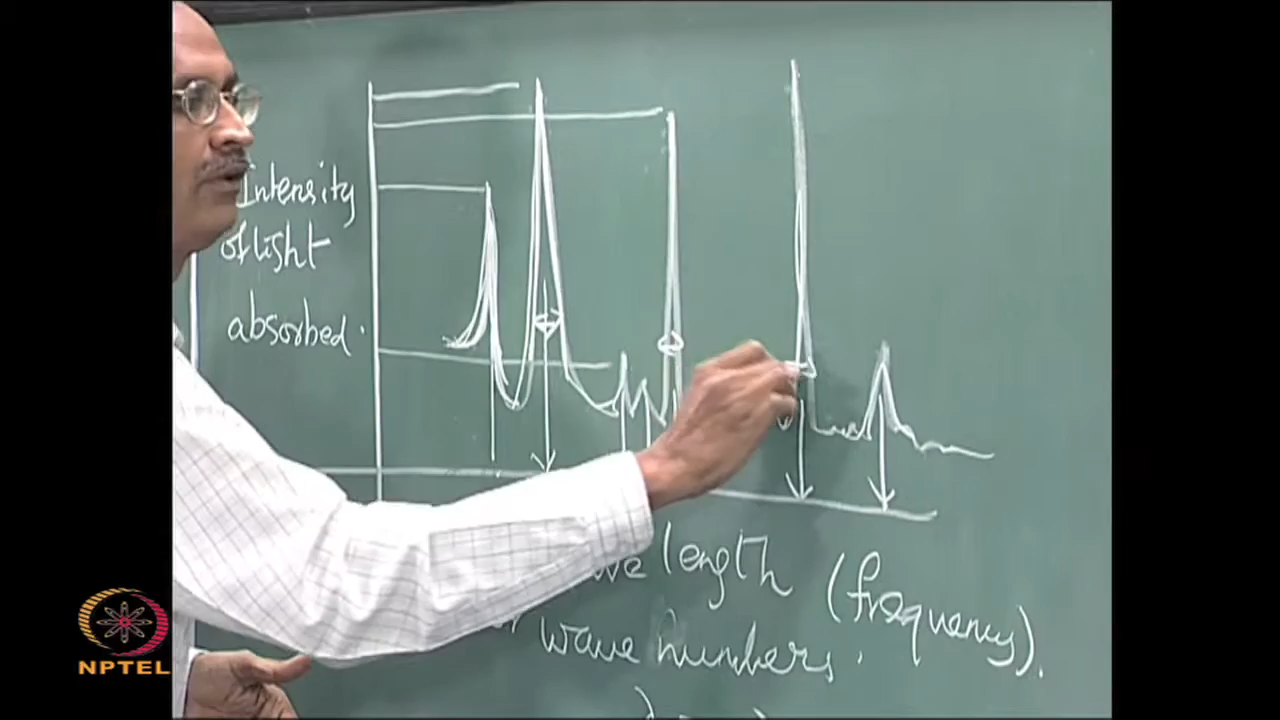 Intensity
of light
absorbed.
length (frequency).
wave numbers.
NPTEL